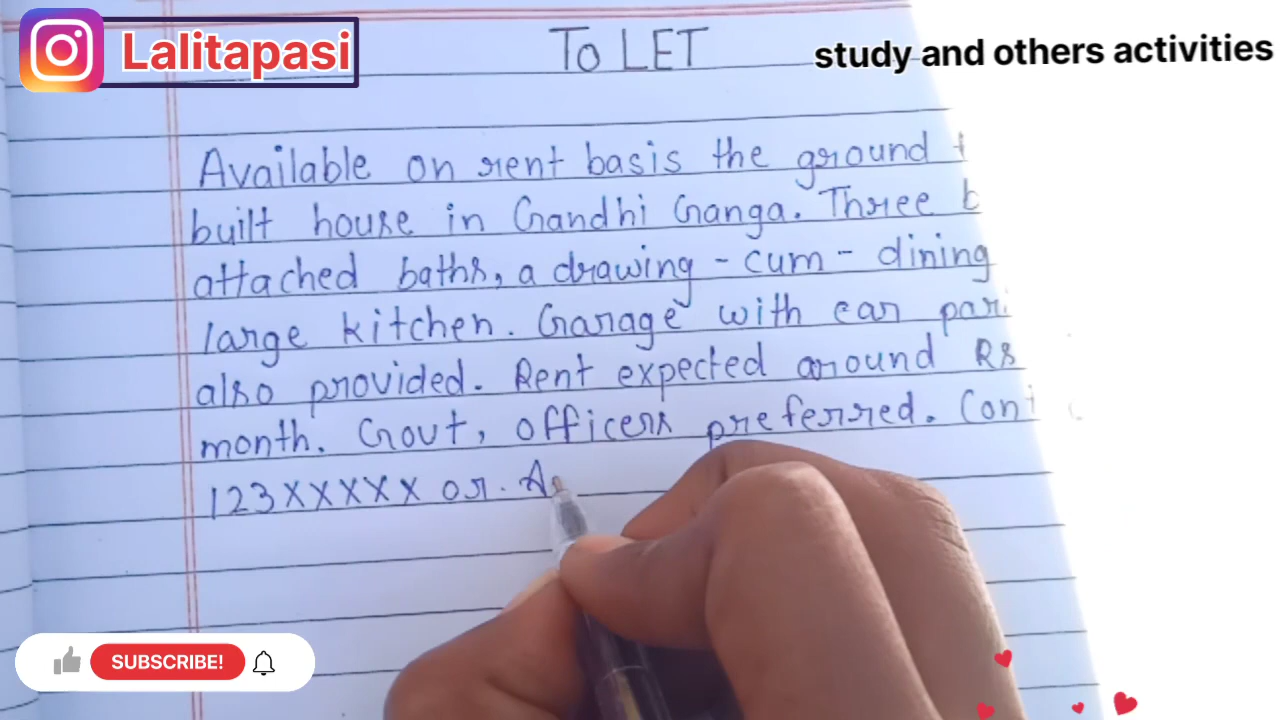 Lalitapasi
study and others activities
To LET
Available on rent basis the ground
built house in Gandhi Ganga. Three b
attached baths, a drawing - cum - dining
large kitchen. Garage with car par
also provided. Rent expected around Rs
month. Govt, officers preferred. Cont
123XXXXX or. A
SUBSCRIBE!